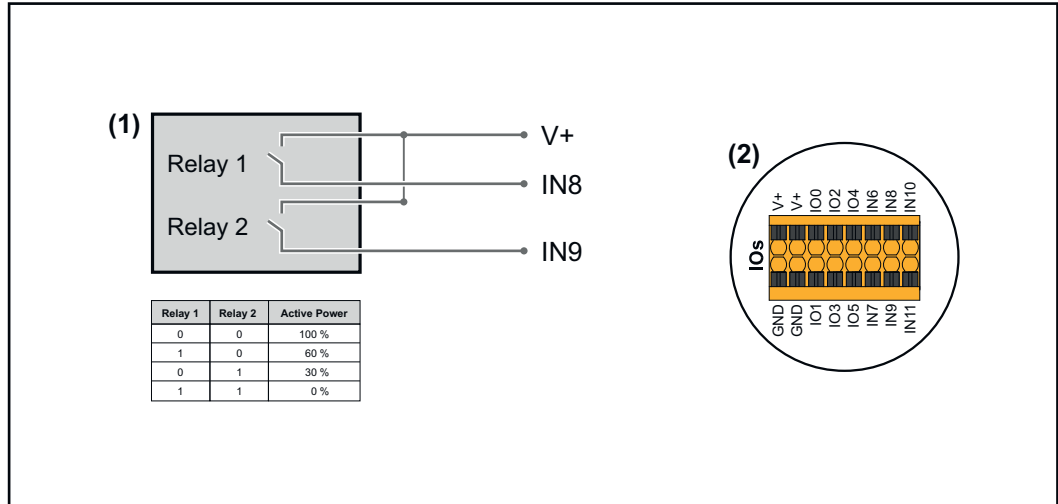 (1)
Relay 1
Relay 2
V+
IN8
IN9
Relay 1 Relay 2 Active Power
0 0 100 %
1 0 60 %
0 1 30 %
1 1 0 %
(2)
IOs
V+ V+ IO0 IO2 IO4 IN6 IN8 IN10
GND GND IO1 IO3 IO5 IN7 IN9 IN11